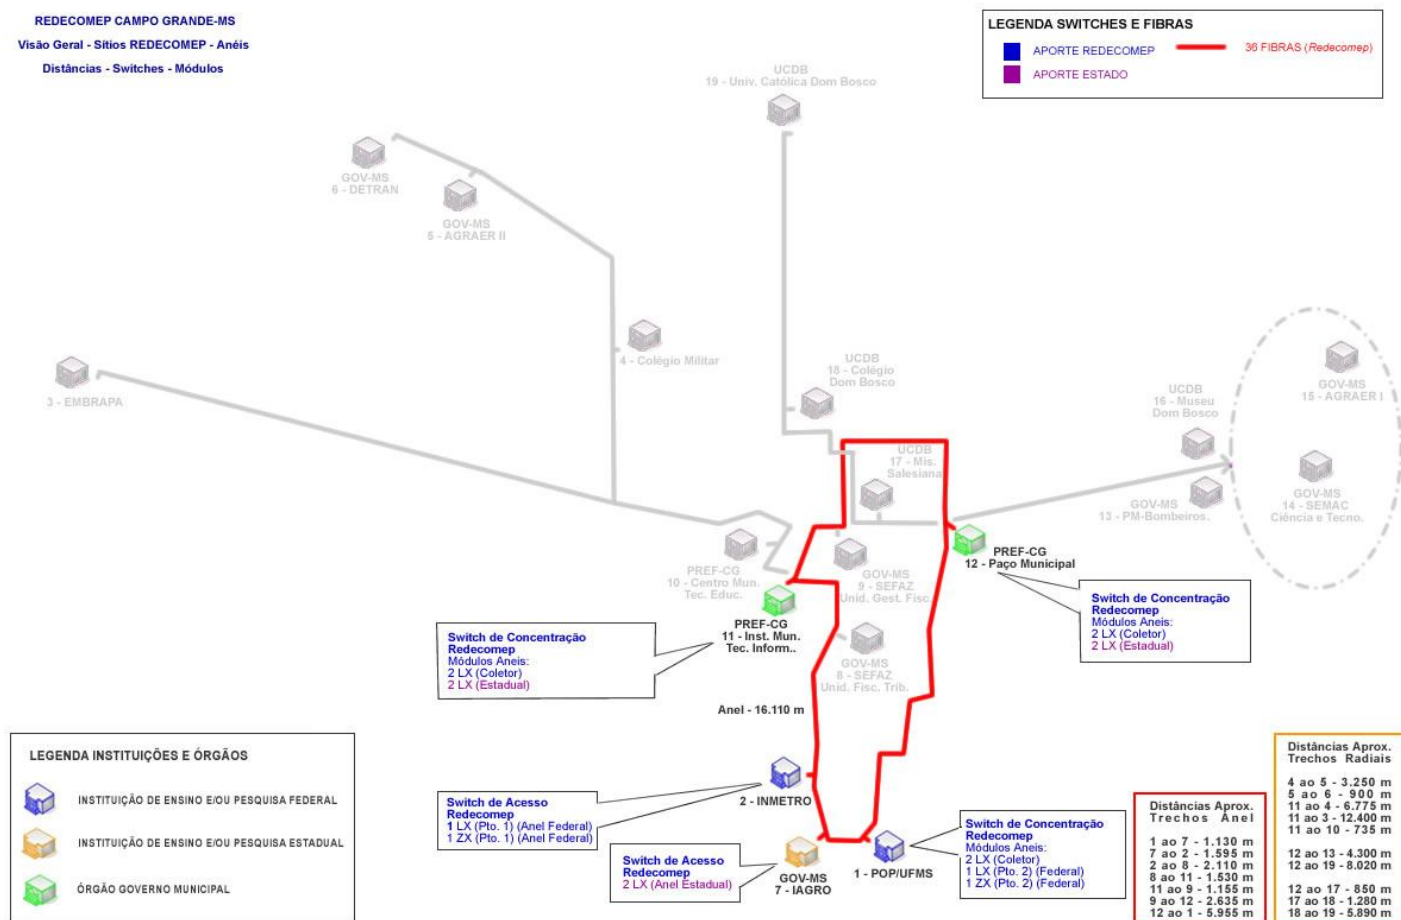 REDECOMEP CAMPO GRANDE-MS
Visão Geral - Sítios REDECOMEP - Anéis
Distâncias - Switches - Módulos
LEGENDA SWITCHES E FIBRAS
APORTE REDECOMEP
36 FIBRAS (Redecomep)
APORTE ESTADO
UCDB
19 - Univ. Católica Dom Bosco
GOV-MS
6 - DETRAN
GOV-MS
5 - AGRAER II
4 - Colégio Militar
3 - EMBRAPA
UCDB
18 - Colégio
Dom Bosco
UCDB
16 - Museu
Dom Bosco
GOV-MS
15 - AGRAER I
UCDB
17 - Mis.
Salesiana
GOV-MS
14 - SEMAC
Ciência e Tecno.
GOV-MS
13 - PM-Bombeiros.
PREF-CG
12 - Paço Municipal
PREF-CG
10 - Centro Mun.
Tec. Educ.
GOV-MS
9 - SEFAZ
Unid. Gest. Fisc.
PREF-CG
11 - Inst. Mun.
Tec. Inform..
GOV-MS
8 - SEFAZ
Unid. Fisc. Trib.
Switch de Concentração
Redecomep
Módulos Aneis:
2 LX (Coletor)
2 LX (Estadual)
Switch de Concentração
Redecomep
Módulos Aneis:
2 LX (Coletor)
2 LX (Estadual)
Anel - 16.110 m
2 - INMETRO
Switch de Acesso
Redecomep
1 LX (Pto. 1) (Anel Federal)
1 ZX (Pto. 1) (Anel Federal)
Switch de Acesso
Redecomep
2 LX (Anel Estadual)
GOV-MS
7 - IAGRO
1 - POP/UFMS
Switch de Concentração
Redecomep
Módulos Aneis:
2 LX (Coletor)
1 LX (Pto. 2) (Federal)
1 ZX (Pto. 2) (Federal)
LEGENDA INSTITUIÇÕES E ÓRGÃOS
INSTITUIÇÃO DE ENSINO E/OU PESQUISA FEDERAL
INSTITUIÇÃO DE ENSINO E/OU PESQUISA ESTADUAL
ÓRGÃO GOVERNO MUNICIPAL
Distâncias Aprox.
Trechos Anel
1 ao 7 - 1.130 m
7 ao 2 - 1.595 m
2 ao 8 - 2.110 m
8 ao 11 - 1.530 m
11 ao 9 - 1.155 m
9 ao 12 - 2.635 m
12 ao 1 - 5.955 m
Distâncias Aprox.
Trechos Radiais
4 ao 5 - 3.250 m
5 ao 6 - 900 m
11 ao 4 - 6.775 m
11 ao 3 - 12.400 m
11 ao 10 - 735 m
12 ao 13 - 4.300 m
12 ao 19 - 8.020 m
12 ao 17 - 850 m
17 ao 18 - 1.280 m
18 ao 19 - 5.890 m